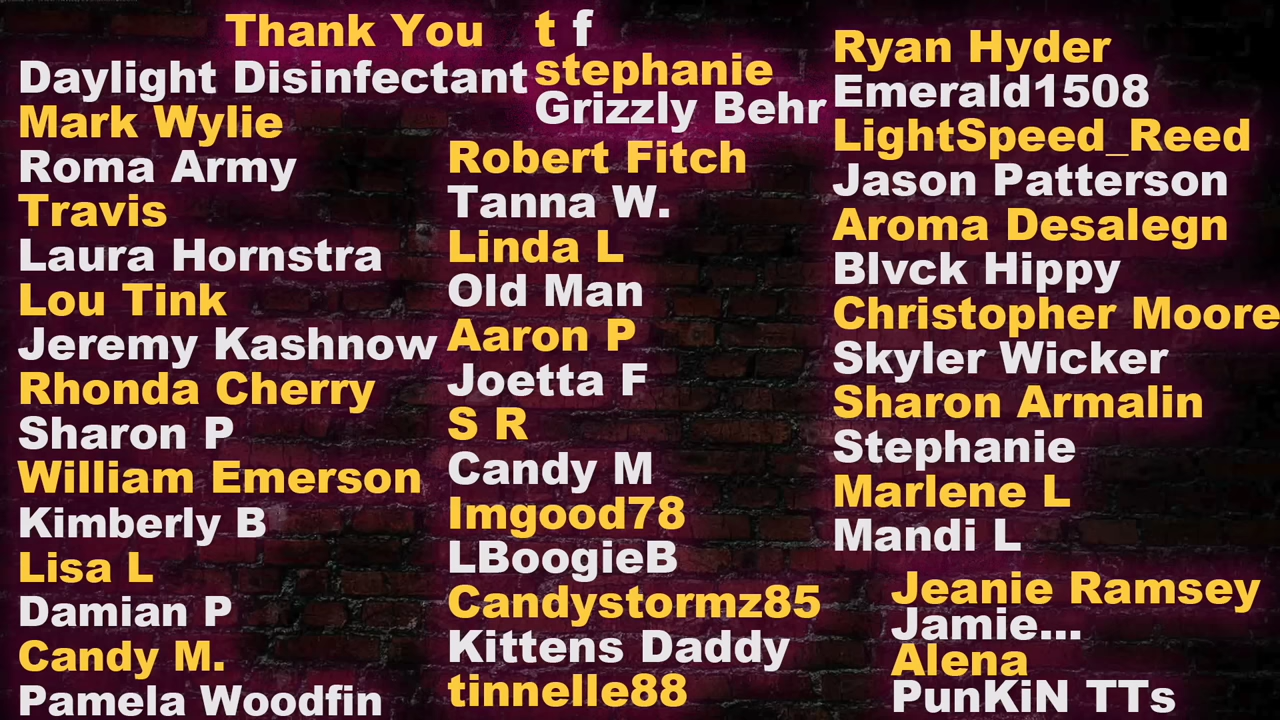 Thank You
Daylight Disinfectant
Mark Wylie
Roma Army
Travis
Laura Hornstra
Lou Tink
Jeremy Kashnow
Rhonda Cherry
Sharon P
William Emerson
Kimberly B
Lisa L
Damian P
Candy M.
Pamela Woodfin
t f
stephanie
Grizzly Behr
Robert Fitch
Tanna W.
Linda L
Old Man
Aaron P
Joetta F
S R
Candy M
Imgood78
LBoogieB
Candystormz85
Kittens Daddy
tinnelle88
Ryan Hyder
Emerald1508
LightSpeed_Reed
Jason Patterson
Aroma Desalegn
Blvck Hippy
Christopher Moore
Skyler Wicker
Sharon Armalin
Stephanie
Marlene L
Mandi L
Jeanie Ramsey
Jamie...
Alena
PunKiN TTs